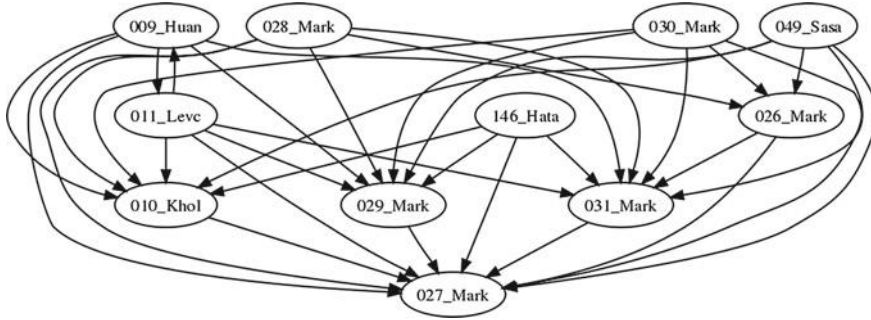 009_Huan 028_Mark 030_Mark 049_Sasa
011_Levc 146_Hata 026_Mark
010_Khol 029_Mark 031_Mark
027_Mark